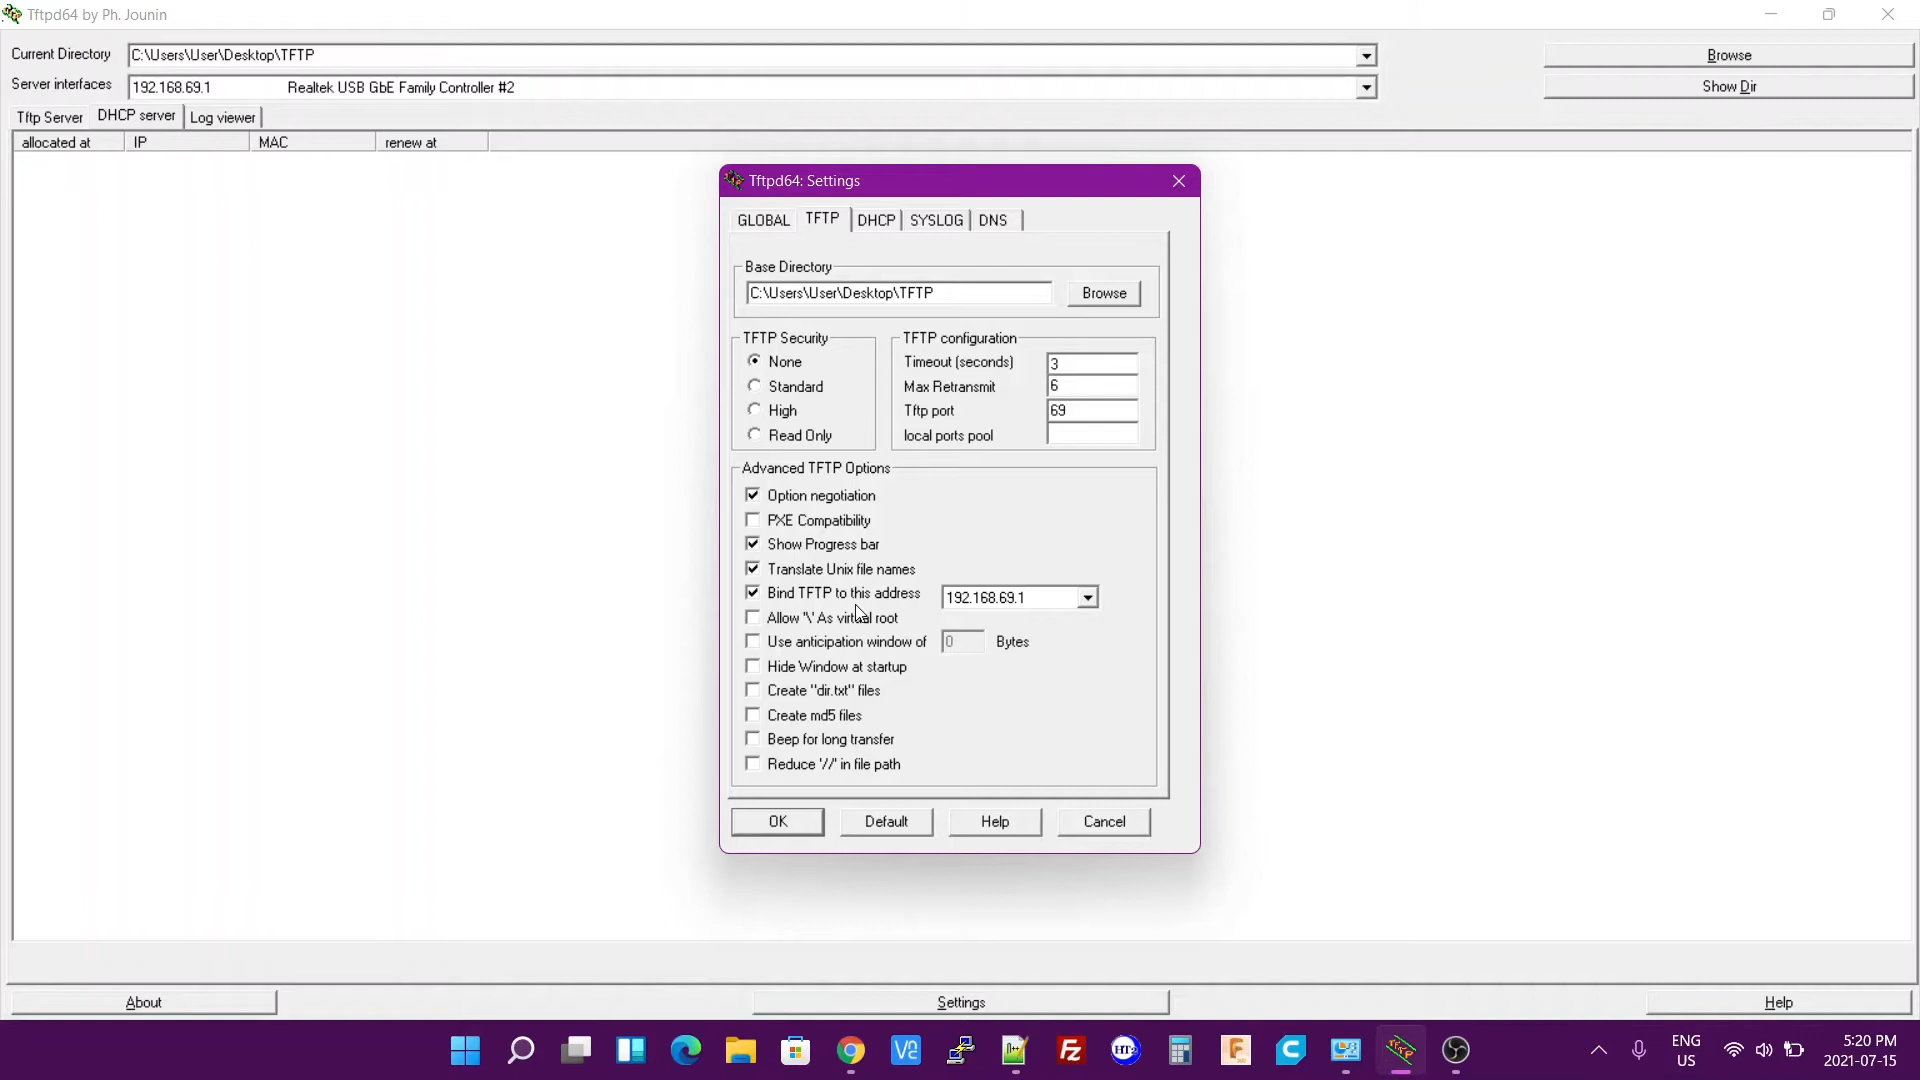 Tftpd64 by Ph. Jounin
Current Directory C:\Users\User\Desktop\TFTP Browse
Server interfaces 192.168.69.1 Realtek USB GbE Family Controller #2 Show Dir
Tftp Server DHCP server Log viewer
allocated at IP MAC renew at
Tftpd64: Settings
GLOBAL TFTP DHCP SYSLOG DNS
Base Directory
C:\Users\User\Desktop\TFTP Browse
TFTP Security TFTP configuration
None Timeout (seconds) 3
Standard Max Retransmit 6
High Tftp port 69
Read Only local ports pool
Advanced TFTP Options
Option negotiation
PXE Compatibility
Show Progress bar
Translate Unix file names
Bind TFTP to this address 192.168.69.1
Allow '\' As virtual root
Use anticipation window of 0 Bytes
Hide Window at startup
Create "dir.txt" files
Create md5 files
Beep for long transfer
Reduce '//' in file path
OK Default Help Cancel
About Settings Help
ENG 5:20 PM
US 2021-07-15